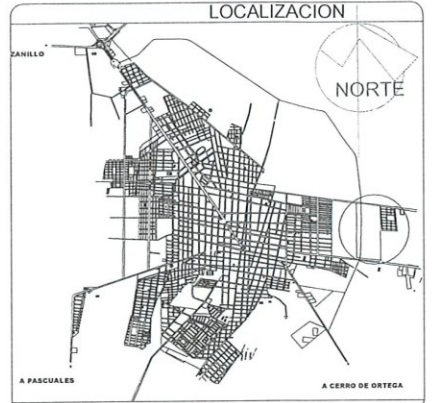 LOCALIZACION
ZANILLO
NORTE
A PASCUALES
A CERRO DE ORTEGA